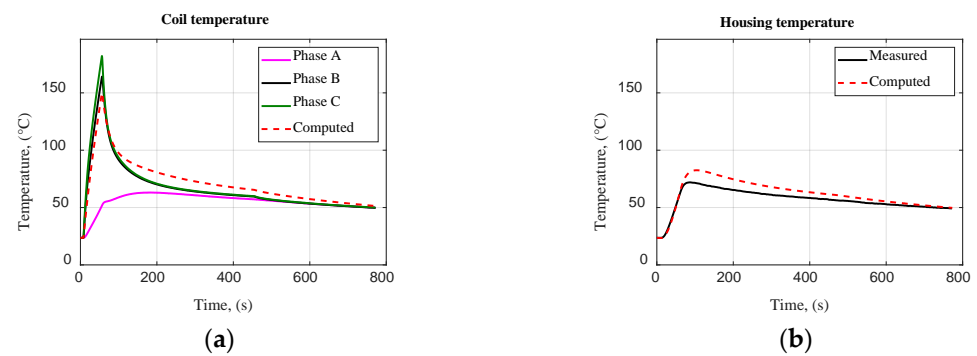 Coil temperature
Phase A
Phase B
Phase C
Computed
Temperature, (°C)
150
100
50
0
0 200 400 600 800
Time, (s)
(a)
Housing temperature
Measured
Computed
Temperature, (°C)
150
100
50
0
0 200 400 600 800
Time, (s)
(b)